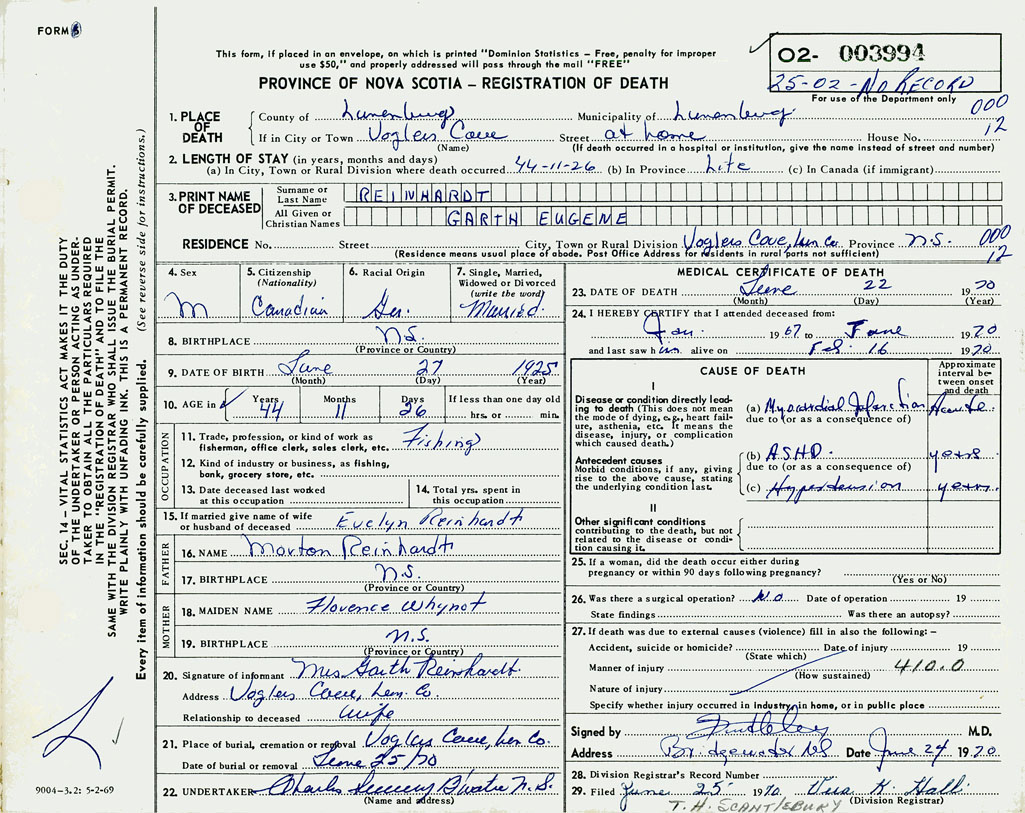 FORM 8
This form, if placed in an envelope, on which is printed "Dominion Statistics – Free, penalty for improper
use $50," and properly addressed will pass through the mail "FREE"
PROVINCE OF NOVA SCOTIA – REGISTRATION OF DEATH
02- 003994
25-02-No RECORD
For use of the Department only
000
12
1. PLACE OF DEATH
County of Lunenburg Municipality of Lunenburg
If in City or Town Voglers Cove Street at home House No.
(Name) (If death occurred in a hospital or institution, give the name instead of street and number)
2. LENGTH OF STAY (in years, months and days)
(a) In City, Town or Rural Division where death occurred 44-11-26 (b) In Province Life (c) In Canada (if immigrant)
3. PRINT NAME OF DECEASED
Surname or Last Name REINHARDT
All Given or Christian Names GARTH EUGENE
RESIDENCE No. Street City, Town or Rural Division Voglers Cove, Lun Co. Province N.S. 000
(Residence means usual place of abode. Post Office Address for residents in rural parts not sufficient) 12
4. Sex M
5. Citizenship (Nationality) Canadian
6. Racial Origin Ger.
7. Single, Married, Widowed or Divorced (write the word) Married.
8. BIRTHPLACE N.S.
(Province or Country)
9. DATE OF BIRTH June 27 1925
(Month) (Day) (Year)
10. AGE in Years 44 Months 11 Days 26 If less than one day old
hrs. or min.
OCCUPATION
11. Trade, profession, or kind of work as
fisherman, office clerk, sales clerk, etc. Fishing
12. Kind of industry or business, as fishing,
bank, grocery store, etc.
13. Date deceased last worked
at this occupation
14. Total yrs. spent in
this occupation
15. If married give name of wife
or husband of deceased Evelyn Reinhardt
FATHER
16. NAME Morton Reinhardt
17. BIRTHPLACE N.S.
(Province or Country)
MOTHER
18. MAIDEN NAME Florence Whynot
19. BIRTHPLACE N.S.
(Province or Country)
20. Signature of informant Mrs Garth Reinhardt
Address Voglers Cove, Lun. Co.
Relationship to deceased wife
21. Place of burial, cremation or removal Voglers Cove, Lun Co.
Date of burial or removal June 25/70
22. UNDERTAKER Charles B'water N.S.
(Name and address)
MEDICAL CERTIFICATE OF DEATH
23. DATE OF DEATH June 22 1970
(Month) (Day) (Year)
24. I HEREBY CERTIFY that I attended deceased from:
Jan. 1967 to June 1970
and last saw him alive on Feb. 16 1970
CAUSE OF DEATH
Approximate
interval between
onset
and death
I
Disease or condition directly leading
to death (This does not mean
the mode of dying, e.g., heart failure,
asthenia, etc. It means the
disease, injury, or complication
which caused death.)
(a) Myocardial Infarction Acute
due to (or as a consequence of)
Antecedent causes
Morbid conditions, if any, giving
rise to the above cause, stating
the underlying condition last.
(b) ASHD. years
due to (or as a consequence of)
(c) Hypertension years
II
Other significant conditions
contributing to the death, but not
related to the disease or condition
causing it.
25. If a woman, did the death occur either during
pregnancy or within 90 days following pregnancy?
(Yes or No)
26. Was there a surgical operation? No Date of operation 19
State findings Was there an autopsy?
27. If death was due to external causes (violence) fill in also the following: –
Accident, suicide or homicide? Date of injury 19
(State which)
Manner of injury 410.0
(How sustained)
Nature of injury
Specify whether injury occurred in industry, in home, or in public place
Signed by M.D.
Address Bridgewater NS Date June 24 1970
28. Division Registrar's Record Number
29. Filed June 25 1970 Vera K. Hall
(Division Registrar)
T. H. SCANTLEBURY
SEC. 14 – VITAL STATISTICS ACT MAKES IT THE DUTY
OF THE UNDERTAKER OR PERSON ACTING AS UNDERTAKER
TO OBTAIN ALL THE PARTICULARS REQUIRED
IN THE "REGISTRATION OF DEATH" AND TO FILE THE
SAME WITH THE DIVISION REGISTRAR WHO SHALL ISSUE THE BURIAL PERMIT.
WRITE PLAINLY WITH UNFADING INK. THIS IS A PERMANENT RECORD.
Every item of information should be carefully supplied. (See reverse side for instructions.)
9004-3.2: 5-2-69